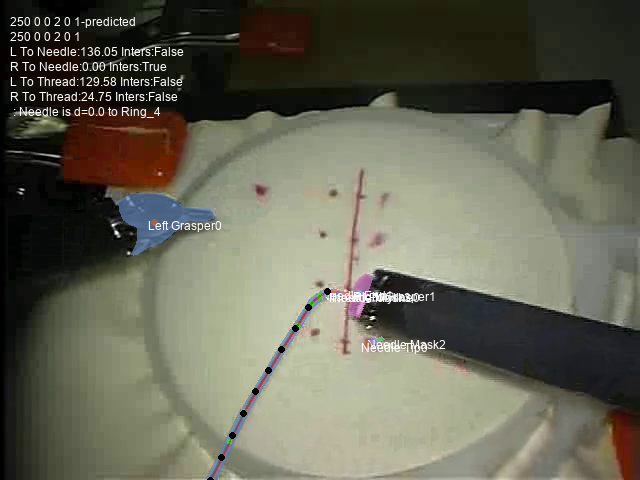 250 0 0 2 0 1-predicted
250 0 0 2 0 1
L To Needle:136.05 Inters:False
R To Needle:0.00 Inters:True
L To Thread:129.58 Inters:False
R To Thread:24.75 Inters:False
: Needle is d=0.0 to Ring_4
Left Grasper0
Needle Mask2
Needle Tip0